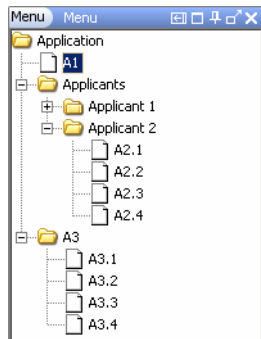 Menu Menu
Application
A1
Applicants
Applicant 1
Applicant 2
A2.1
A2.2
A2.3
A2.4
A3
A3.1
A3.2
A3.3
A3.4